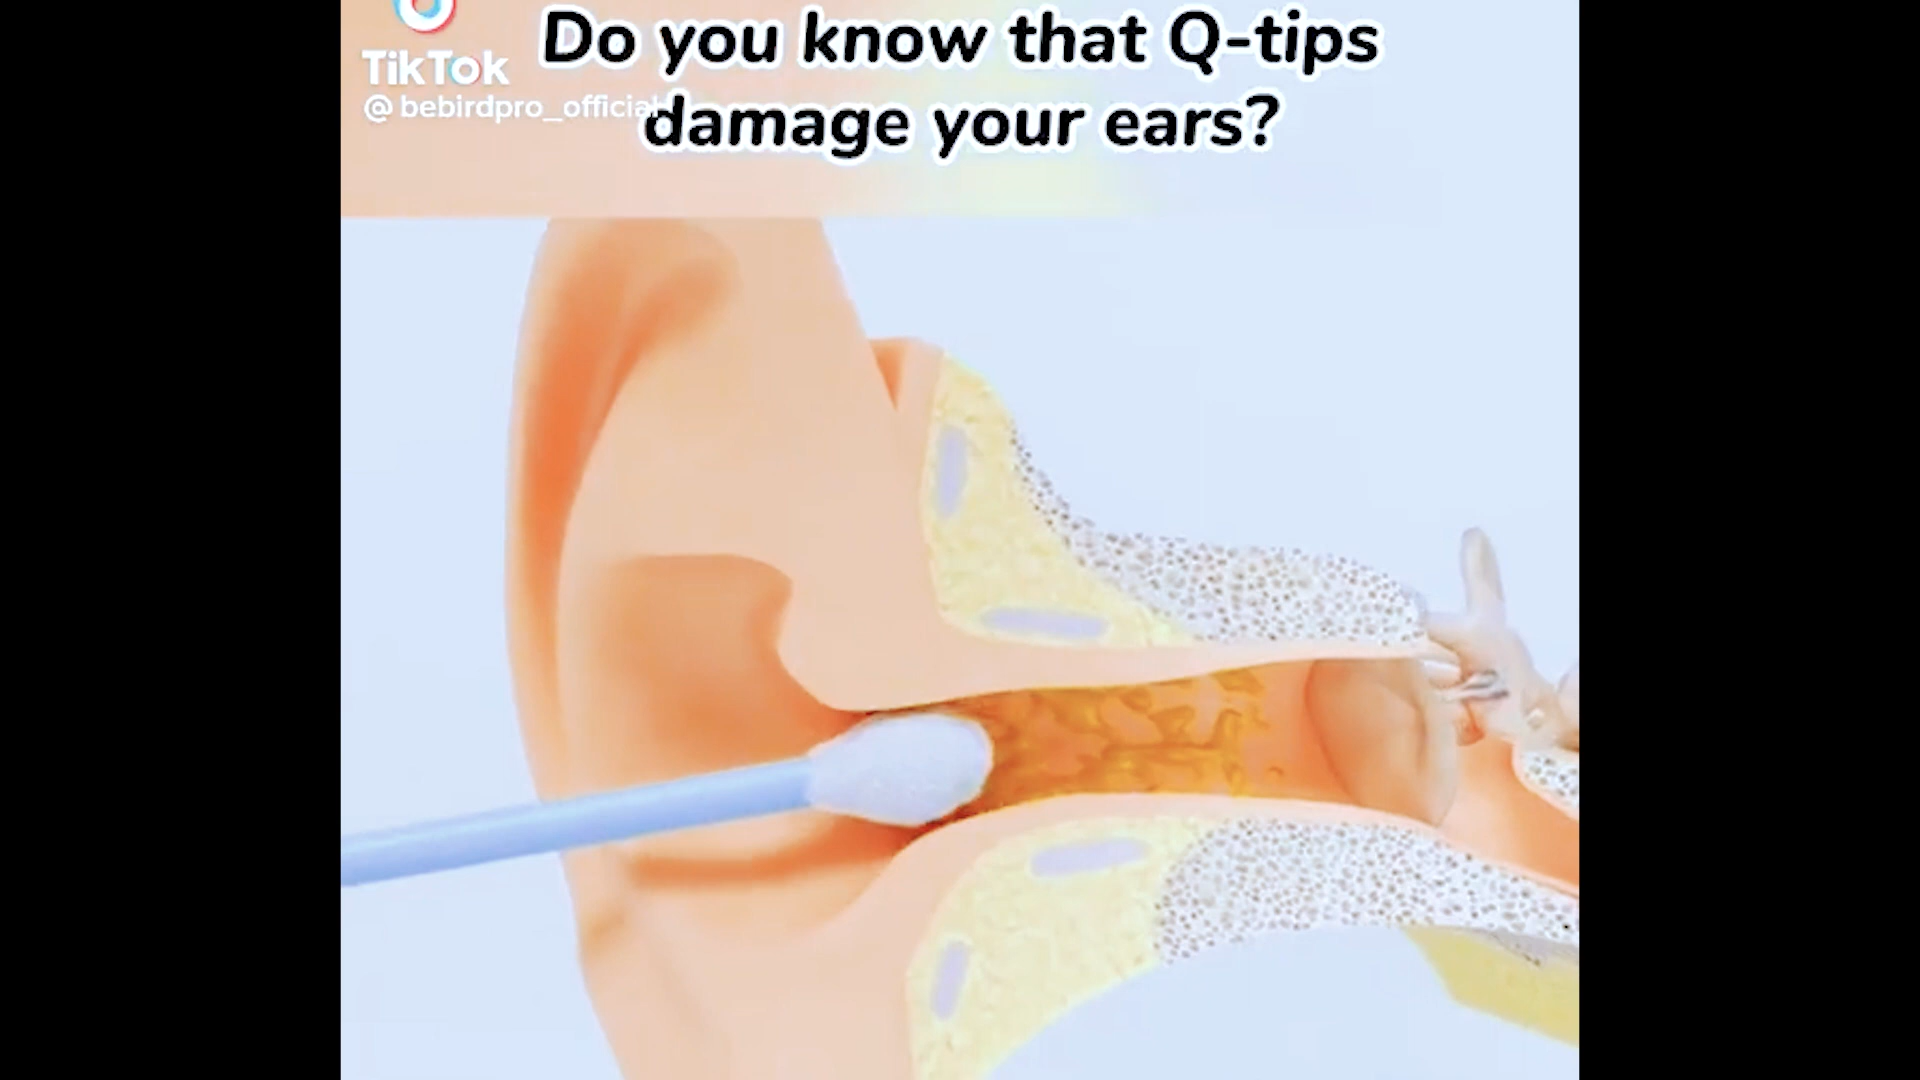 TikTok
@ bebirdpro_official
Do you know that Q-tips
damage your ears?